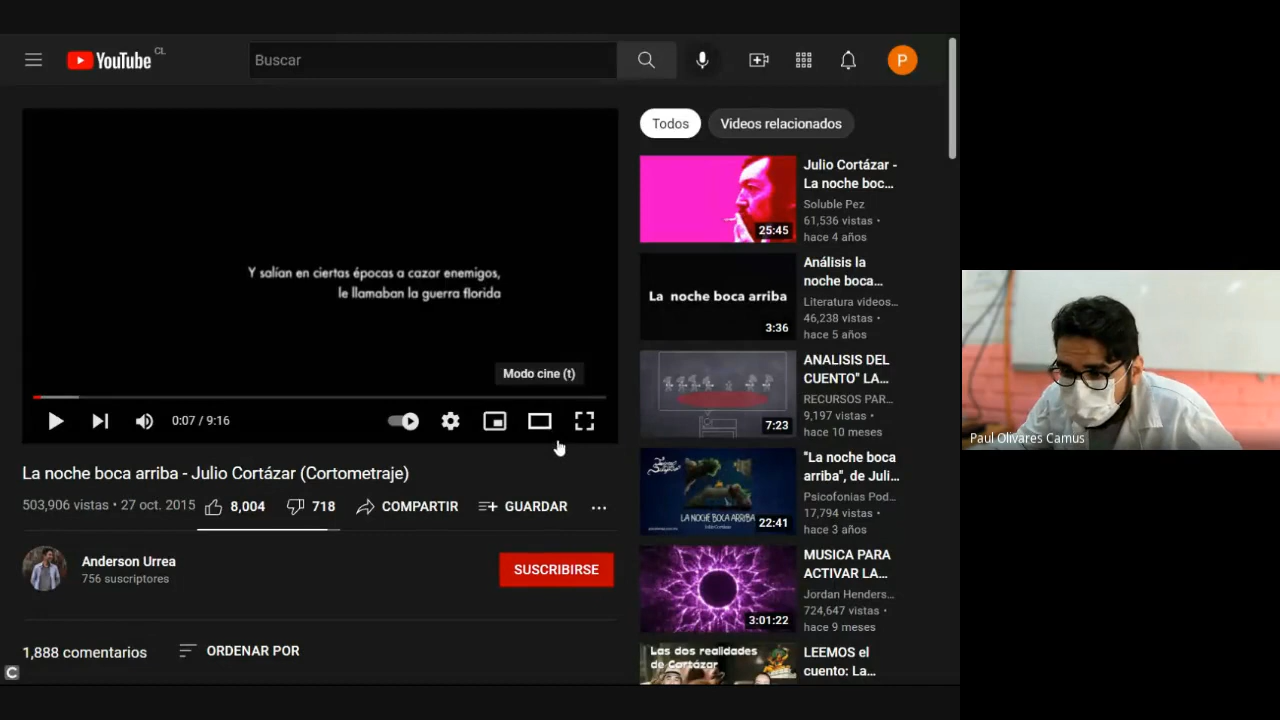 YouTube CL
Buscar
P
Y salían en ciertas épocas a cazar enemigos,
le llamaban la guerra florida
Modo cine (t)
0:07 / 9:16
La noche boca arriba - Julio Cortázar (Cortometraje)
503,906 vistas • 27 oct. 2015
8,004
718
COMPARTIR
GUARDAR
Anderson Urrea
756 suscriptores
SUSCRIBIRSE
1,888 comentarios
ORDENAR POR
Todos
Videos relacionados
25:45
Julio Cortázar -
La noche boc...
Soluble Pez
61,536 vistas •
hace 4 años
La noche boca arriba
3:36
Análisis la
noche boca...
Literatura videos...
46,238 vistas •
hace 5 años
7:23
ANALISIS DEL
CUENTO" LA...
RECURSOS PAR...
9,197 vistas •
hace 10 meses
LA NOCHE BOCA ARRIBA
22:41
"La noche boca
arriba", de Juli...
Psicofonias Pod...
17,794 vistas •
hace 3 años
3:01:22
MUSICA PARA
ACTIVAR LA...
Jordan Henders...
724,647 vistas •
hace 9 meses
Las dos realidades
de Cortázar
LEEMOS el
cuento: La...
Paul Olivares Camus